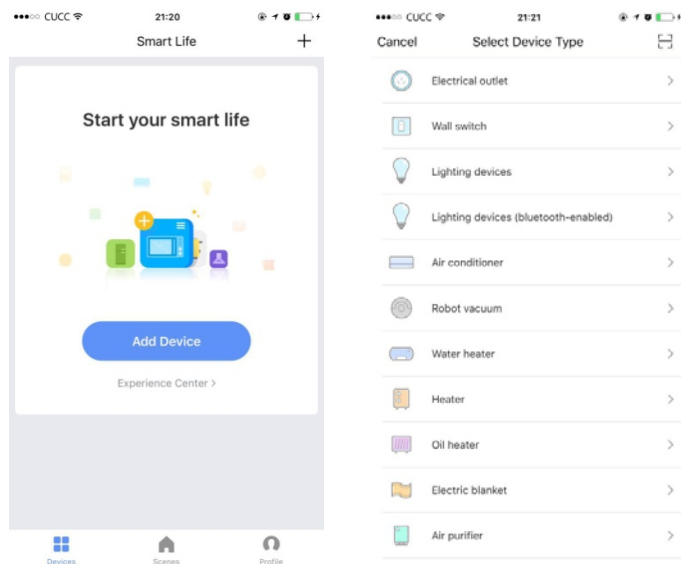 CUCC
21:20
Smart Life
Start your smart life
Add Device
Experience Center >
Devices
Scenes
Profile
CUCC
21:21
Cancel
Select Device Type
Electrical outlet
Wall switch
Lighting devices
Lighting devices (bluetooth-enabled)
Air conditioner
Robot vacuum
Water heater
Heater
Oil heater
Electric blanket
Air purifier